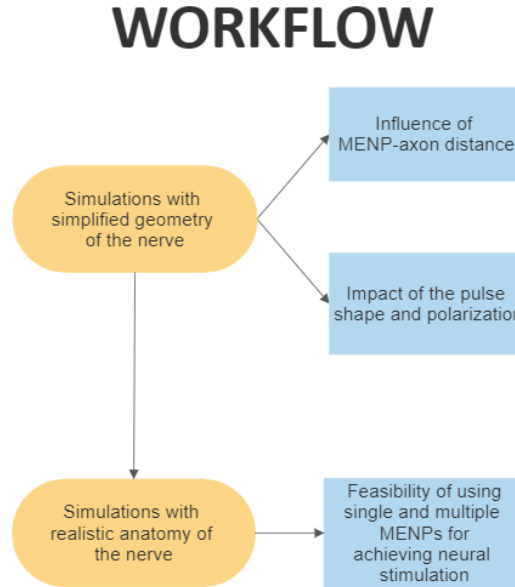 WORKFLOW
Influence of
MENP-axon distance
Simulations with
simplified geometry
of the nerve
Impact of the pulse
shape and polarization
Simulations with
realistic anatomy of
the nerve
Feasibility of using
single and multiple
MENPs for
achieving neural
stimulation